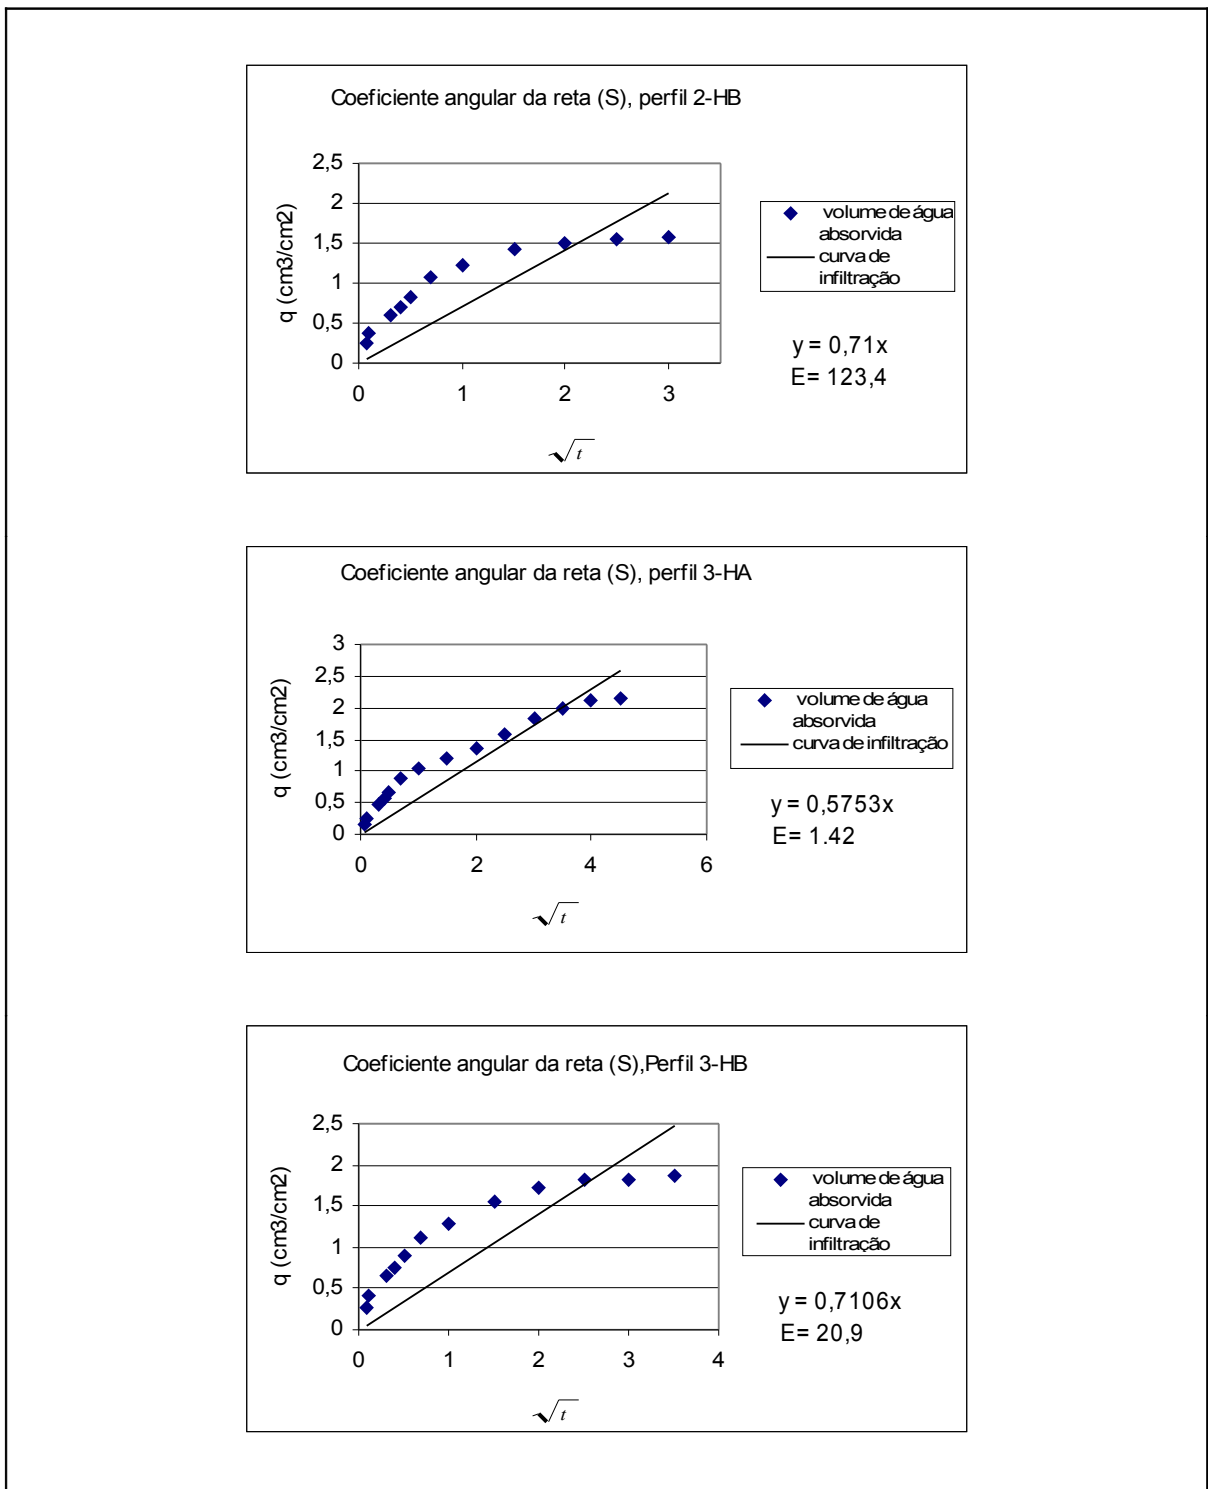 Coeficiente angular da reta (S), perfil 2-HB
2,5
2
1,5
1
0,5
0
q (cm3/cm2)
0 1 2 3
√t
volume de água
absorvida
curva de
infiltração
y = 0,71x
E= 123,4
Coeficiente angular da reta (S), perfil 3-HA
3
2,5
2
1,5
1
0,5
0
q (cm3/cm2)
0 2 4 6
√t
volume de água
absorvida
curva de infiltração
y = 0,5753x
E= 1.42
Coeficiente angular da reta (S),Perfil 3-HB
2,5
2
1,5
1
0,5
0
q (cm3/cm2)
0 1 2 3 4
√t
volume de água
absorvida
curva de
infiltração
y = 0,7106x
E= 20,9